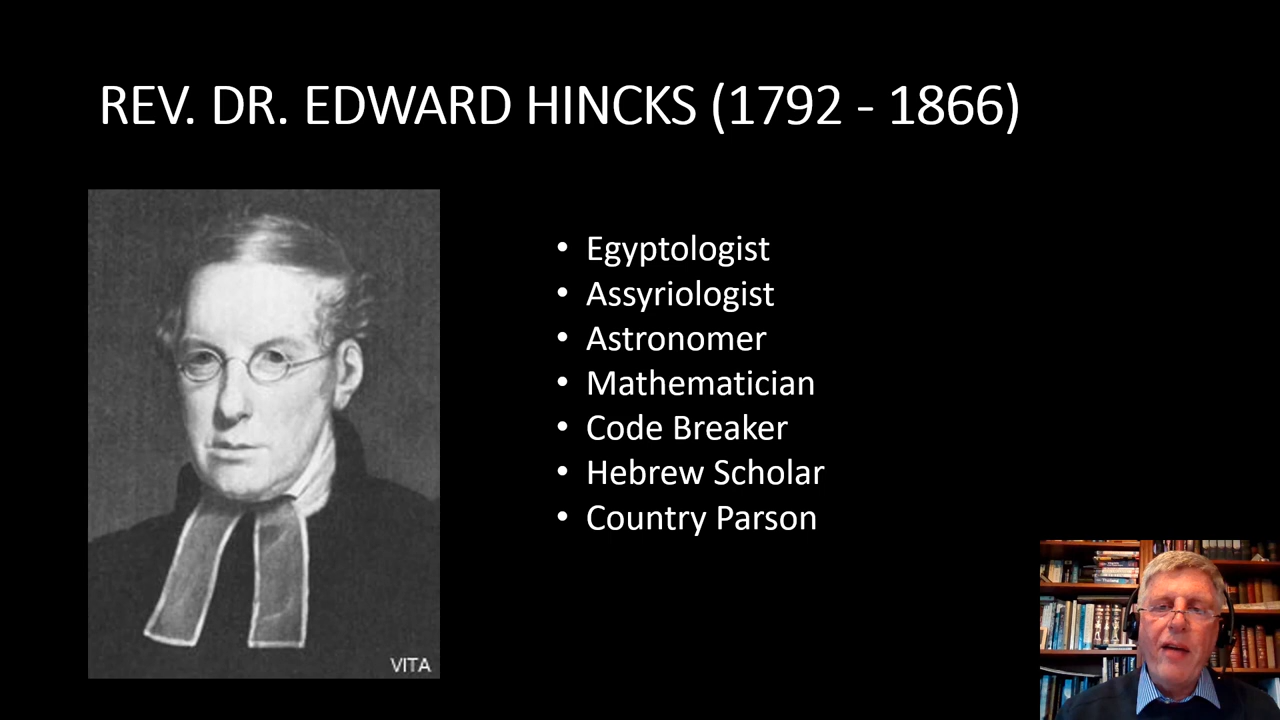 REV. DR. EDWARD HINCKS (1792 - 1866)
• Egyptologist
• Assyriologist
• Astronomer
• Mathematician
• Code Breaker
• Hebrew Scholar
• Country Parson
VITA